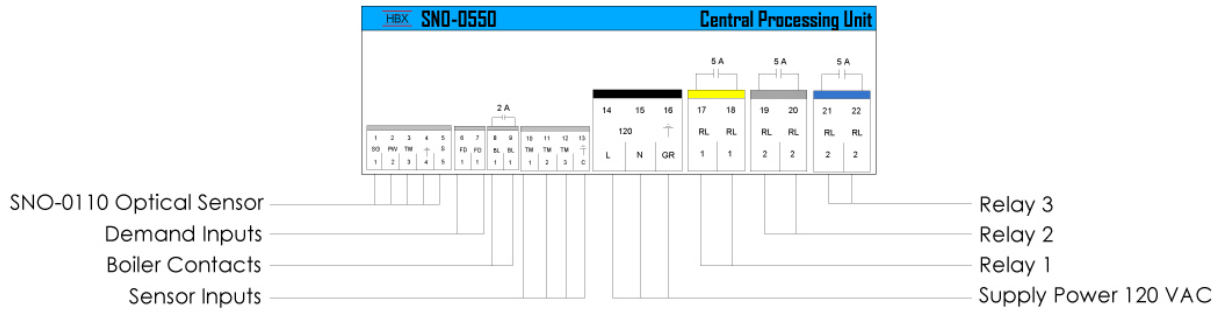 HBX SNO-0550 Central Processing Unit
5 A 5 A 5 A
2 A
14 15 16 17 18 19 20 21 22
120 RL RL RL RL RL RL
L N GR 1 1 2 2 2 2
1 2 3 4 5 6 7 8 9 10 11 12 13
SG PW TM S FD FD BL BL TM TM TM
1 2 3 4 5 1 1 1 1 1 2 3 C
SNO-0110 Optical Sensor
Demand Inputs
Boiler Contacts
Sensor Inputs
Relay 3
Relay 2
Relay 1
Supply Power 120 VAC